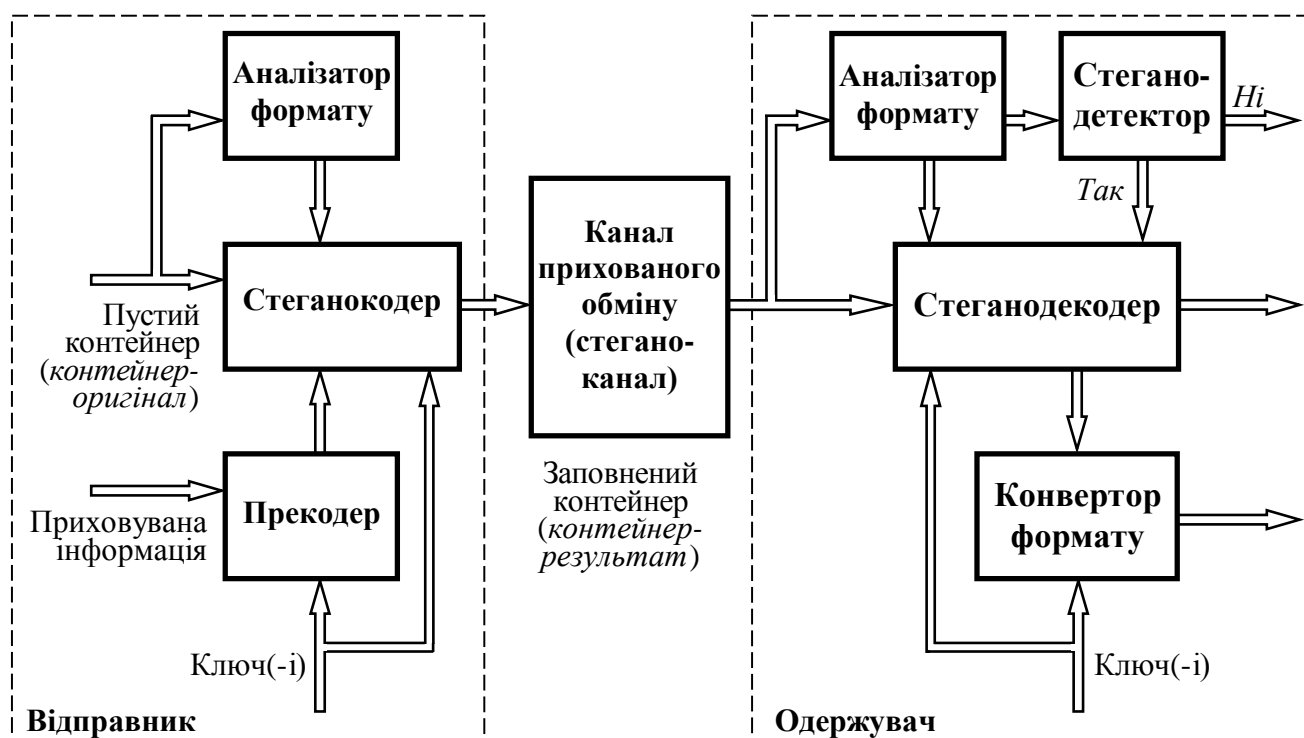 Аналізатор
формату
Стеганокодер
Пустий
контейнер
(контейнер-
оригінал)
Прекодер
Приховувана
інформація
Ключ(-і)
Відправник
Канал
прихованого
обміну
(стегано-
канал)
Заповнений
контейнер
(контейнер-
результат)
Аналізатор
формату
Стегано-
детектор
Ні
Так
Стеганодекодер
Конвертор
формату
Ключ(-і)
Одержувач